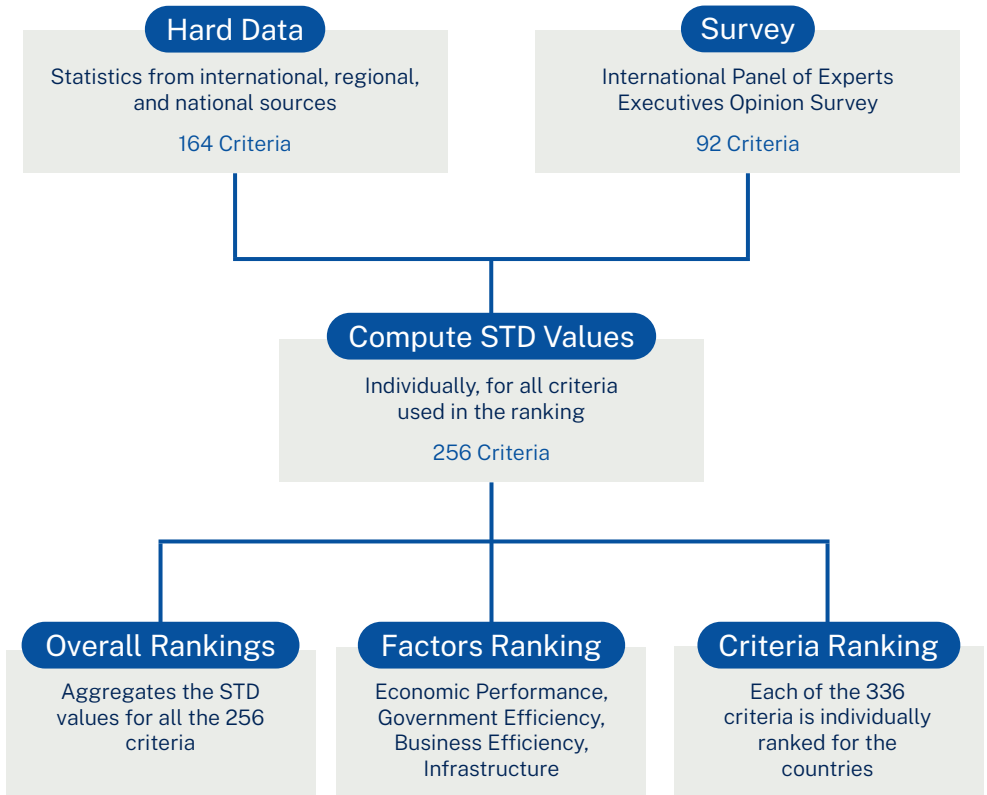 Hard Data
Statistics from international, regional,
and national sources
164 Criteria
Survey
International Panel of Experts
Executives Opinion Survey
92 Criteria
Compute STD Values
Individually, for all criteria
used in the ranking
256 Criteria
Overall Rankings
Aggregates the STD
values for all the 256
criteria
Factors Ranking
Economic Performance,
Government Efficiency,
Business Efficiency,
Infrastructure
Criteria Ranking
Each of the 336
criteria is individually
ranked for the
countries